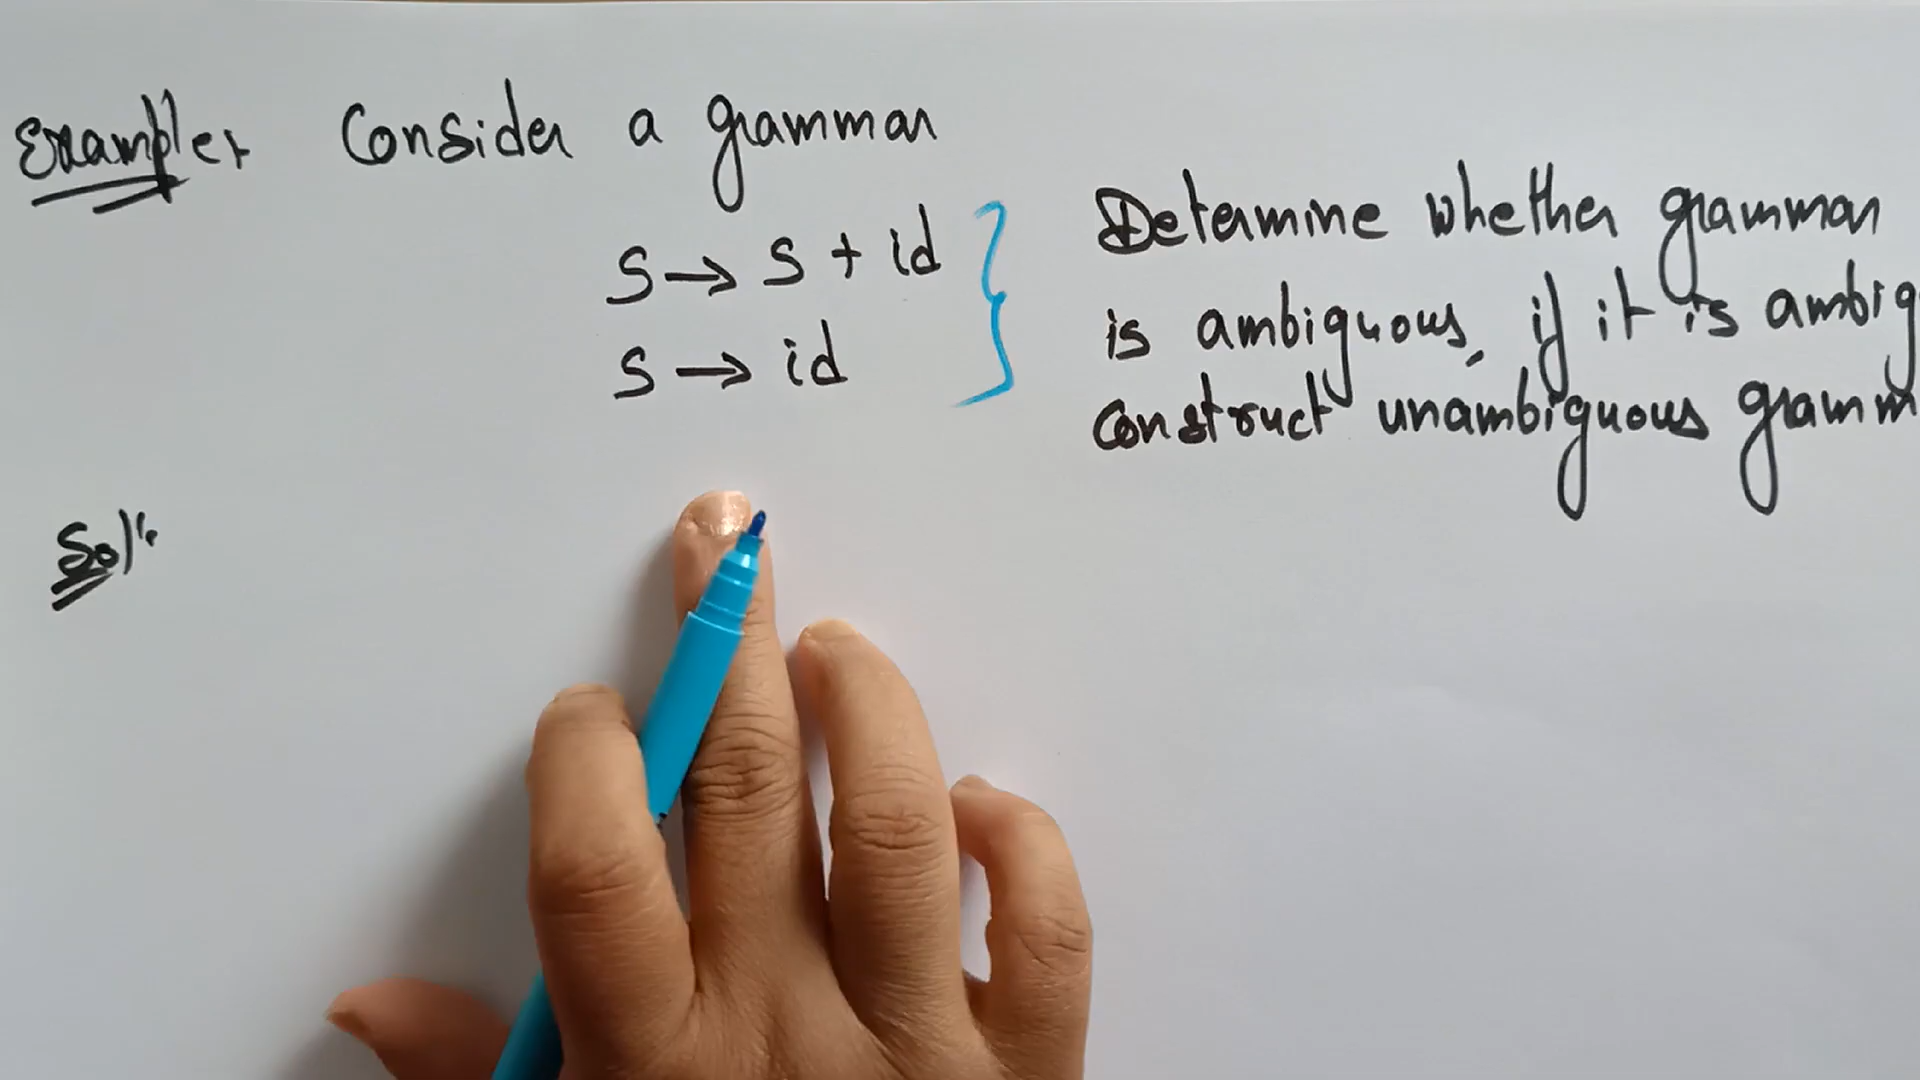 Example: Consider a grammar
S → S + id
S → id
Determine whether grammar
is ambiguous, if it is ambig
construct unambiguous gramm
Sol: